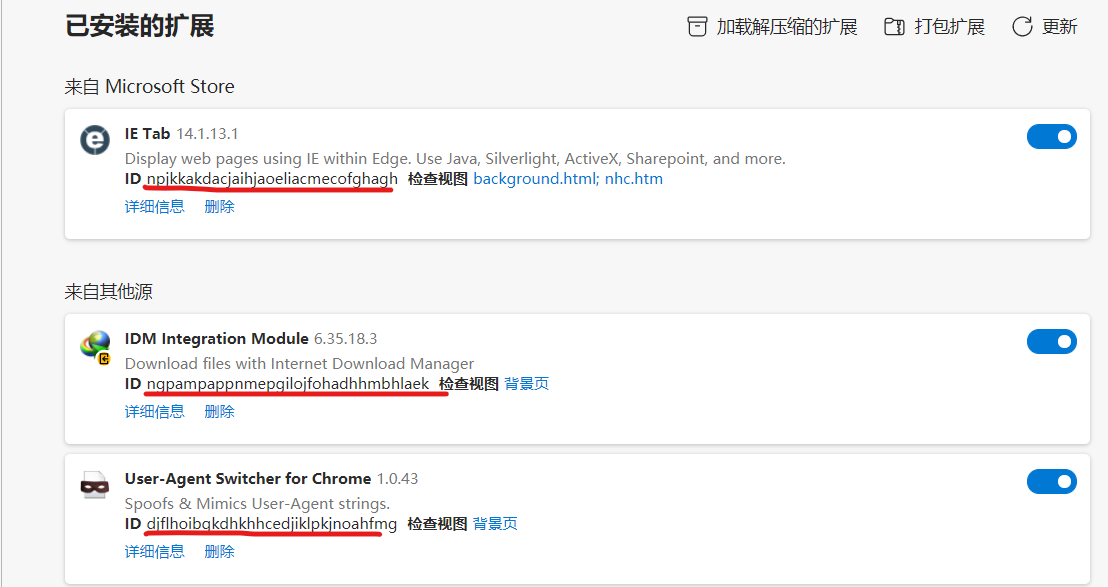 已安装的扩展 加载解压缩的扩展 打包扩展 更新
来自 Microsoft Store
IE Tab 14.1.13.1
Display web pages using IE within Edge. Use Java, Silverlight, ActiveX, Sharepoint, and more.
ID npjkkakdacjaihjaoeliacmecofghagh 检查视图 background.html; nhc.htm
详细信息 删除
来自其他源
IDM Integration Module 6.35.18.3
Download files with Internet Download Manager
ID ngpampappnmepgilojfohadhhmbhlaek 检查视图 背景页
详细信息 删除
User-Agent Switcher for Chrome 1.0.43
Spoofs & Mimics User-Agent strings.
ID djflhoibgkdhkhhcedjiklpkjnoahfmg 检查视图 背景页
详细信息 删除